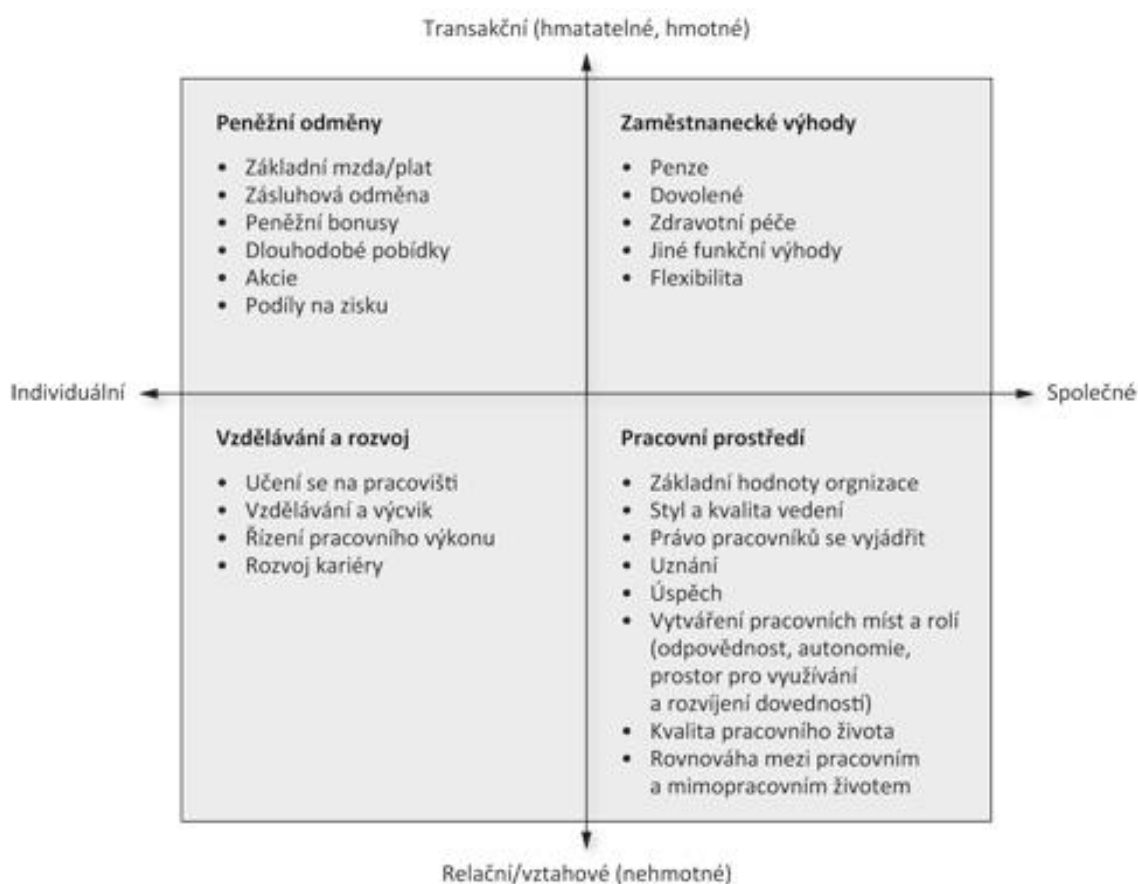 Transakční (hmatatelné, hmotné)
Peněžní odměny
• Základní mzda/plat
• Zásluhová odměna
• Peněžní bonusy
• Dlouhodobé pobídky
• Akcie
• Podíly na zisku
Zaměstnanecké výhody
• Penze
• Dovolené
• Zdravotní péče
• Jiné funkční výhody
• Flexibilita
Individuální
Společné
Vzdělávání a rozvoj
• Učení se na pracovišti
• Vzdělávání a výcvik
• Řízení pracovního výkonu
• Rozvoj kariéry
Pracovní prostředí
• Základní hodnoty orgnizace
• Styl a kvalita vedení
• Právo pracovníků se vyjádřit
• Uznání
• Úspěch
• Vytváření pracovních míst a rolí
(odpovědnost, autonomie,
prostor pro využívání
a rozvíjení dovedností)
• Kvalita pracovního života
• Rovnováha mezi pracovním
a mimopracovním životem
Relační/vztahové (nehmotné)